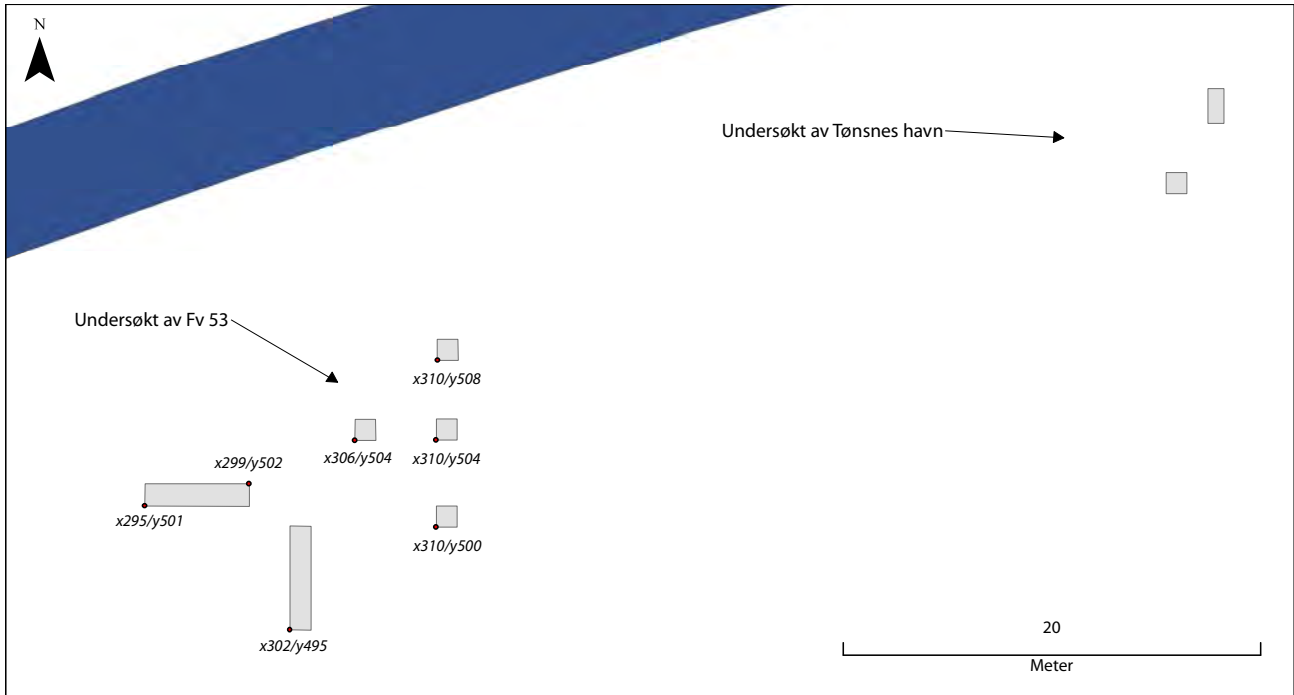 N
Undersøkt av Tønsnes havn
Undersøkt av Fv 53
x310/y508
x299/y502
x306/y504
x310/y504
x295/y501
x310/y500
x302/y495
20
Meter